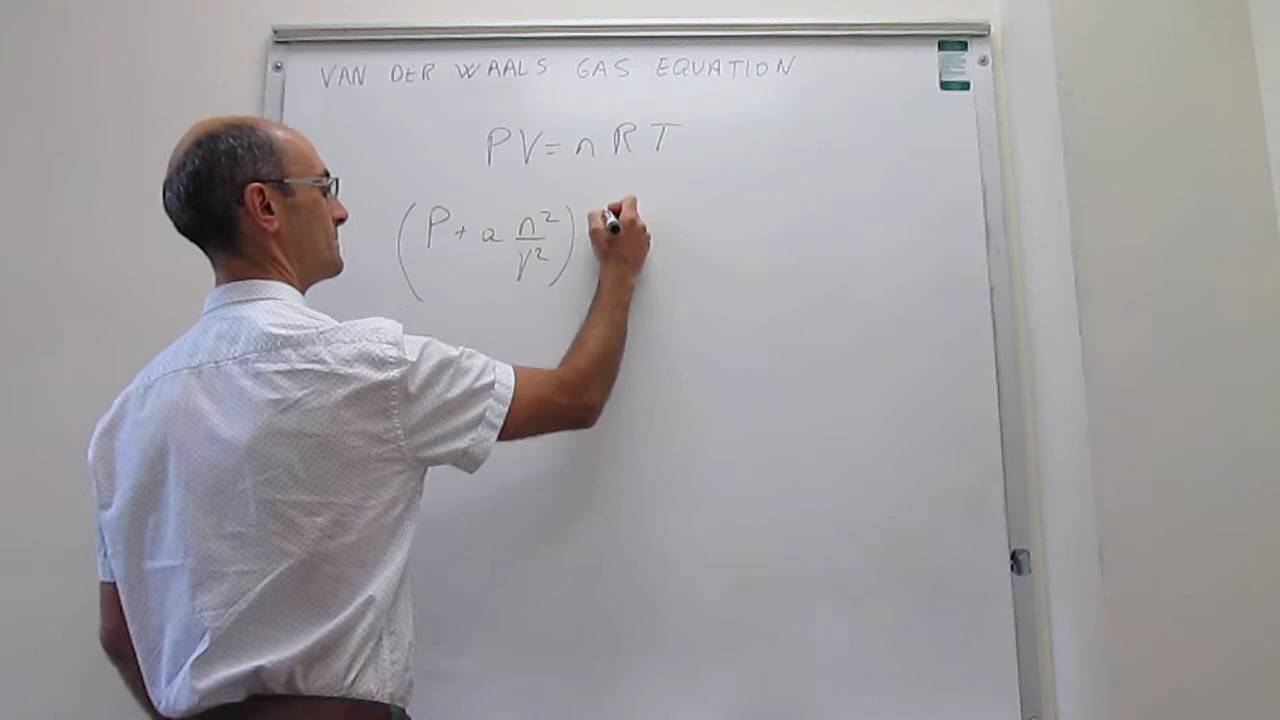 VAN DER WAALS GAS EQUATION
PV = nRT
(P + a n²/V²)